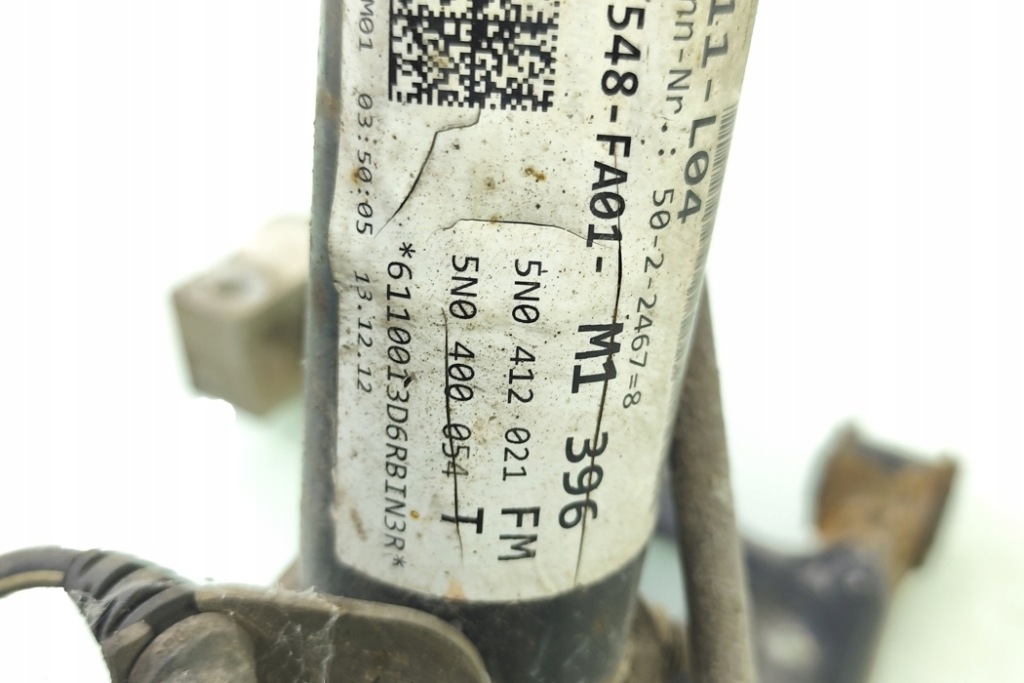 11-L04
nn-Nr.: 50-2-2467=8
548-FA01- M1 396
5N0 412 021 FM
5N0 400 054 T
*6110013D6RBIN3R*
M01 03:50:05 13.12.12